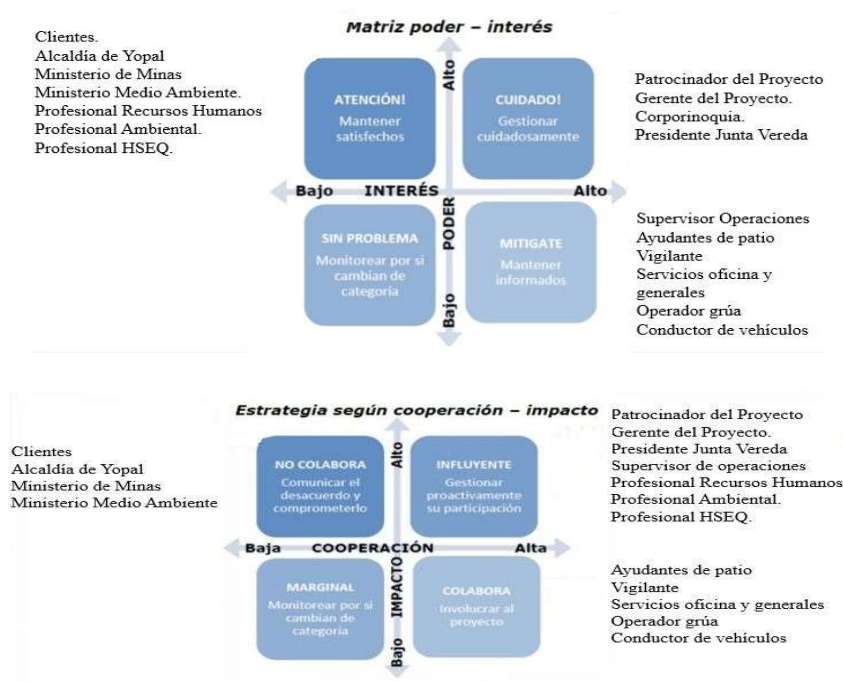 Matriz poder – interés
Clientes.
Alcaldía de Yopal
Ministerio de Minas
Ministerio Medio Ambiente.
Profesional Recursos Humanos
Profesional Ambiental.
Profesional HSEQ.
Alto
ATENCIÓN!
Mantener
satisfechos
CUIDADO!
Gestionar
cuidadosamente
Patrocinador del Proyecto
Gerente del Proyecto.
Corporinoquia.
Presidente Junta Vereda
Bajo INTERÉS Alto
PODER
SIN PROBLEMA
Monitorear por si
cambian de
categoría
MITIGATE
Mantener
informados
Bajo
Supervisor Operaciones
Ayudantes de patio
Vigilante
Servicios oficina y
generales
Operador grúa
Conductor de vehículos
Estrategia según cooperación – impacto
Clientes
Alcaldía de Yopal
Ministerio de Minas
Ministerio Medio Ambiente
Alto
NO COLABORA
Comunicar el
desacuerdo y
comprometerlo
INFLUYENTE
Gestionar
proactivamente
su participación
Patrocinador del Proyecto
Gerente del Proyecto.
Presidente Junta Vereda
Supervisor de operaciones
Profesional Recursos Humanos
Profesional Ambiental.
Profesional HSEQ.
Baja COOPERACIÓN Alta
IMPACTO
MARGINAL
Monitorear por si
cambian de
categoría
COLABORA
Involucrar al
proyecto
Bajo
Ayudantes de patio
Vigilante
Servicios oficina y generales
Operador grúa
Conductor de vehículos